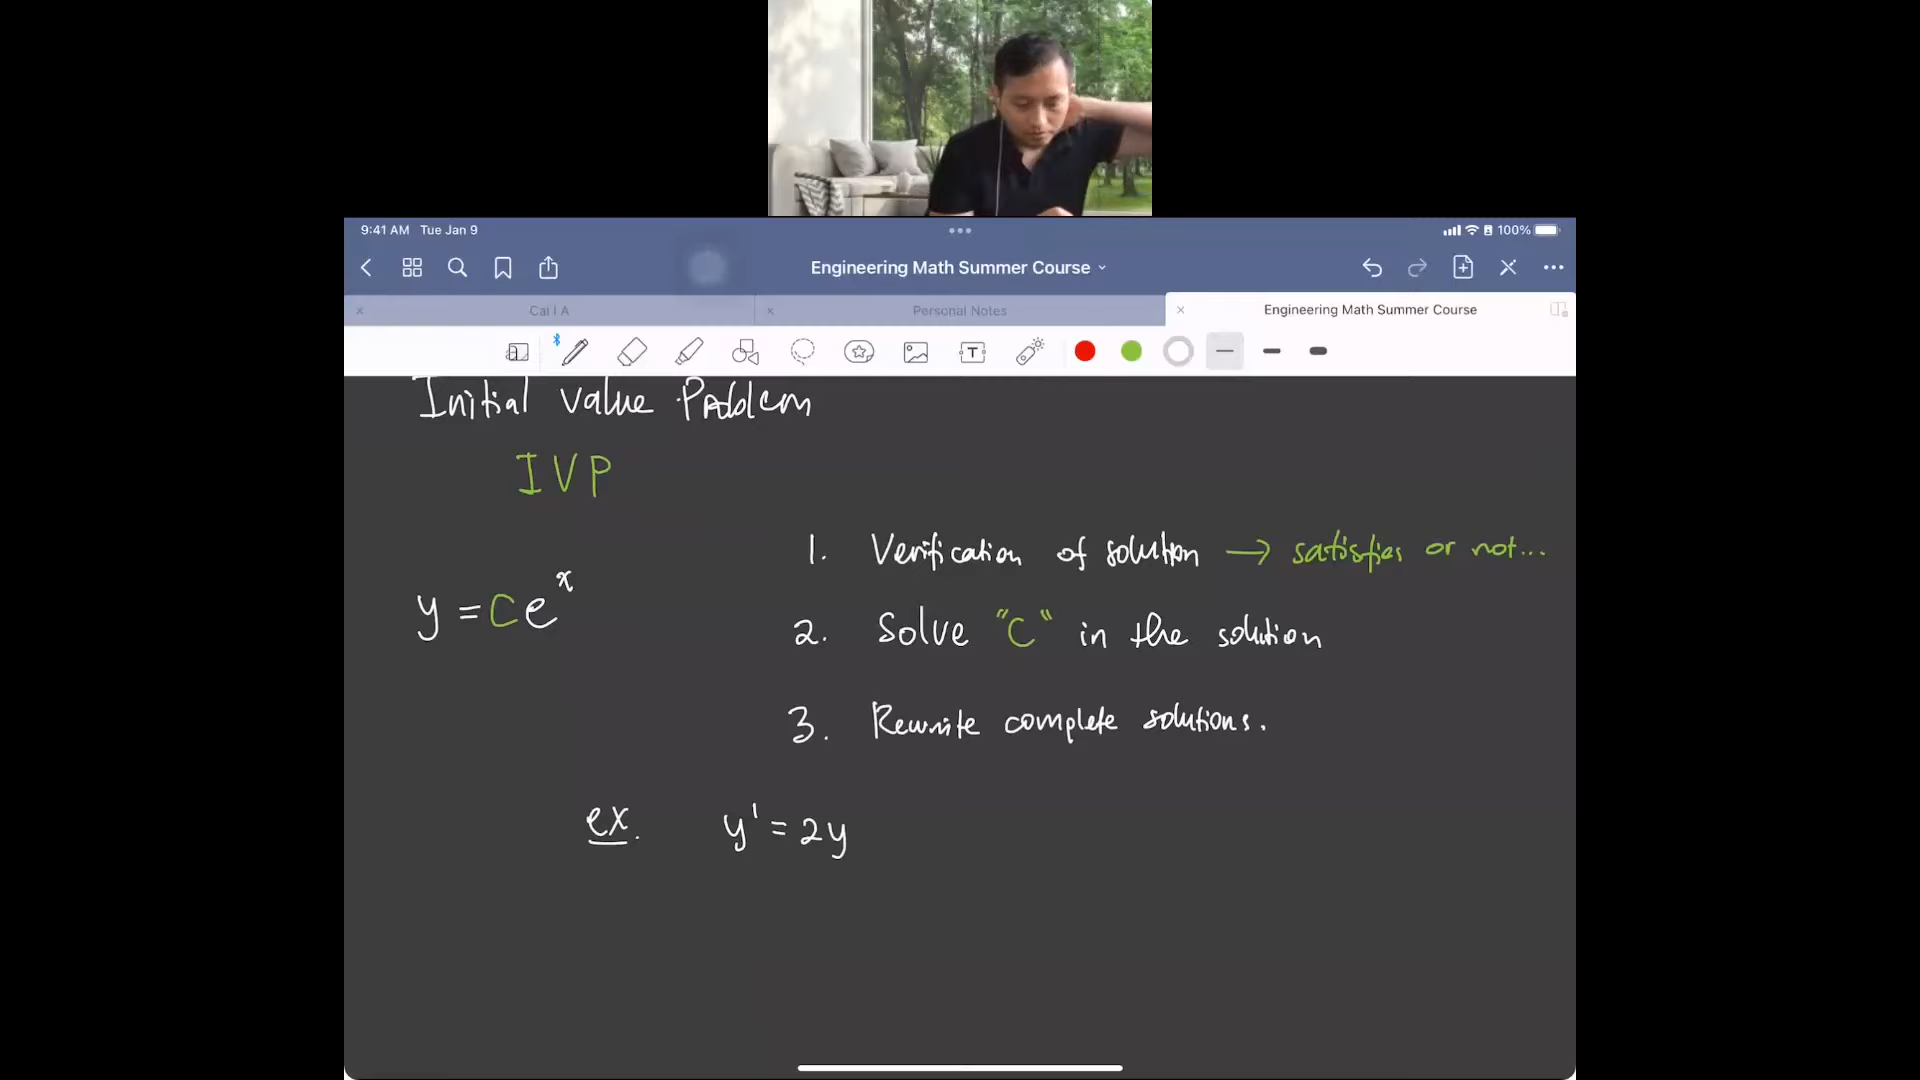 9:41 AM Tue Jan 9
100%
Engineering Math Summer Course
Cal I A
Personal Notes
Engineering Math Summer Course
T
Initial value Problem
IVP
1. Verification of solution → satisfies or not...
y = Ce^x
2. Solve "C" in the solution
3. Rewrite complete solutions.
ex. y' = 2y